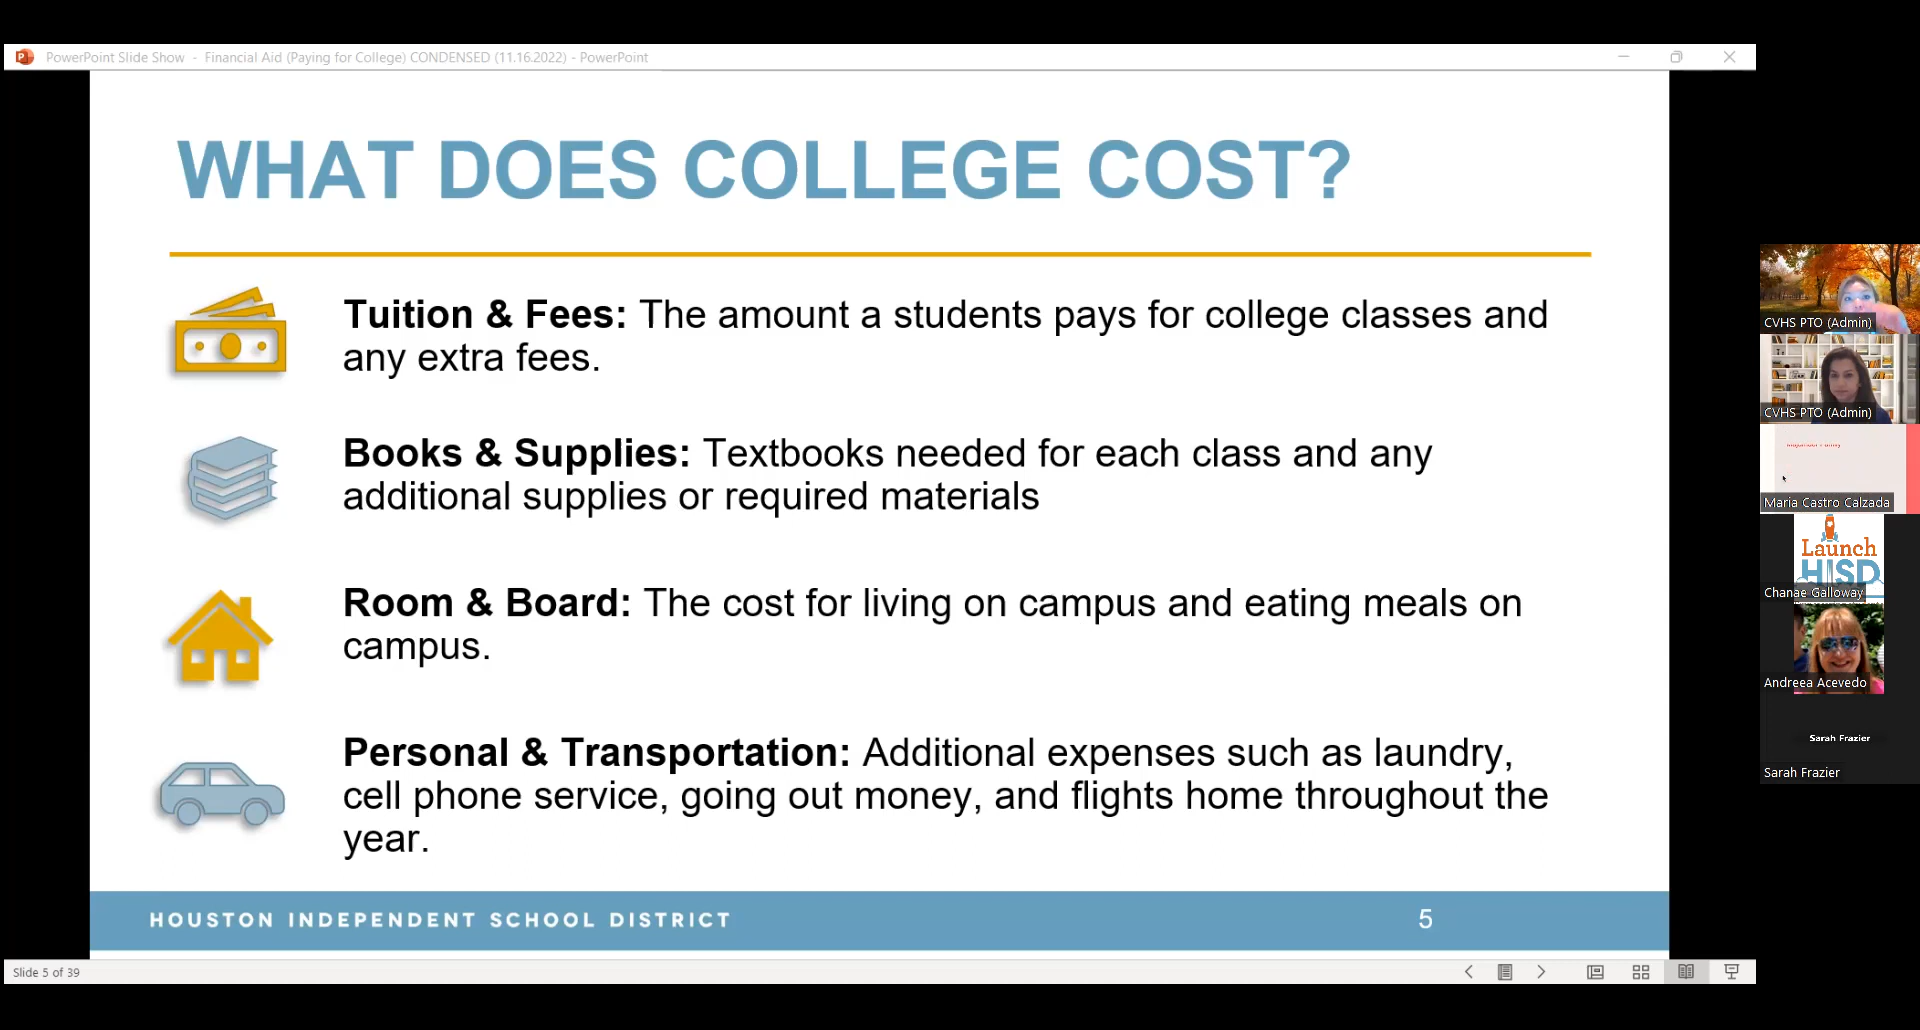 PowerPoint Slide Show - Financial Aid (Paying for College) CONDENSED (11.16.2022) - PowerPoint
WHAT DOES COLLEGE COST?
Tuition & Fees: The amount a students pays for college classes and
any extra fees.
Books & Supplies: Textbooks needed for each class and any
additional supplies or required materials
Room & Board: The cost for living on campus and eating meals on
campus.
Personal & Transportation: Additional expenses such as laundry,
cell phone service, going out money, and flights home throughout the
year.
HOUSTON INDEPENDENT SCHOOL DISTRICT
5
Slide 5 of 39
CVHS PTO (Admin)
CVHS PTO (Admin)
Maria Castro Calzada
Launch
HISD
Chanae Galloway
Andreea Acevedo
Sarah Frazier
Sarah Frazier